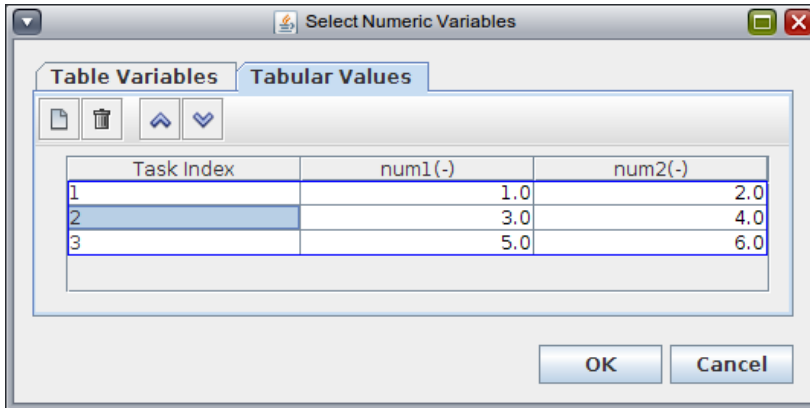 Select Numeric Variables
Table Variables Tabular Values
Task Index num1(-) num2(-)
1 1.0 2.0
2 3.0 4.0
3 5.0 6.0
OK Cancel